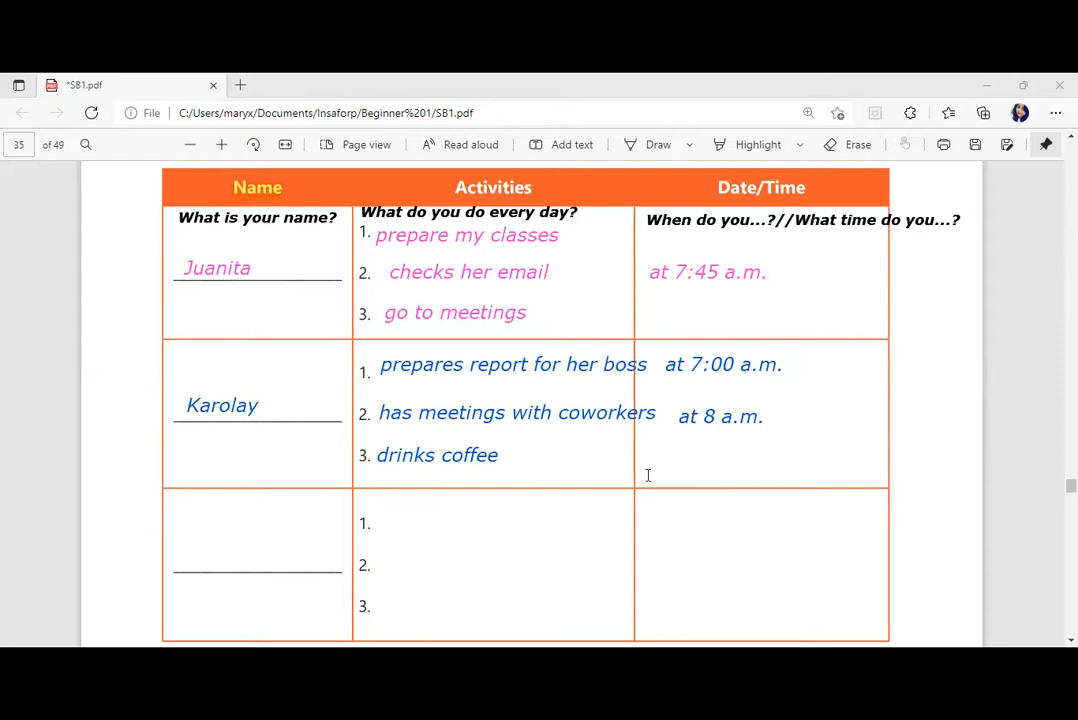 *SB1.pdf
File C:/Users/maryx/Documents/Insaforp/Beginner%201/SB1.pdf
35 of 49 Page view Read aloud Add text Draw Highlight Erase
Name Activities Date/Time
What is your name? What do you do every day? When do you...?//What time do you...?
1. prepare my classes
Juanita 2. checks her email at 7:45 a.m.
3. go to meetings
1. prepares report for her boss at 7:00 a.m.
Karolay 2. has meetings with coworkers at 8 a.m.
3. drinks coffee
1.
2.
3.